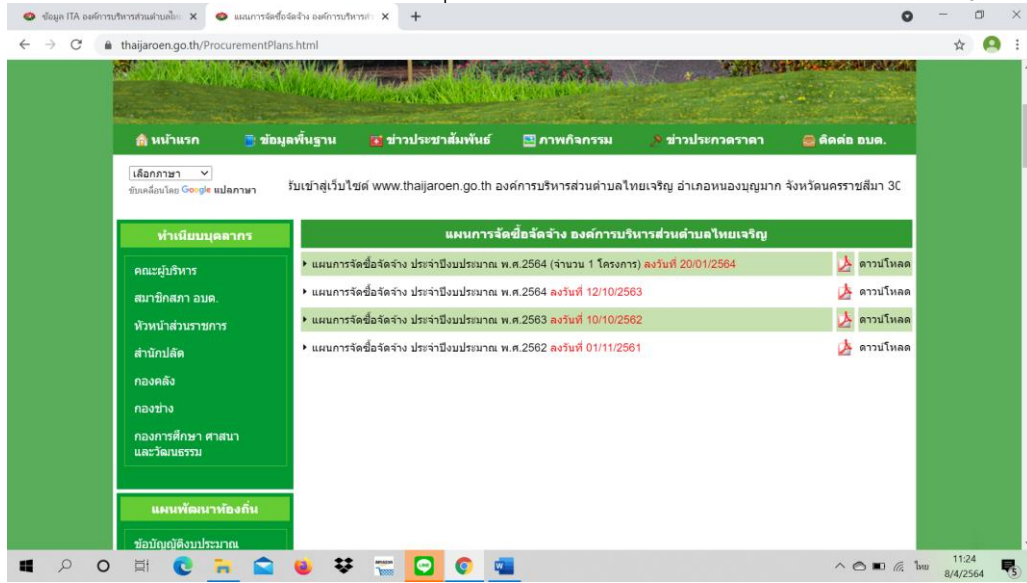 ข้อมูล ITA องค์การบริหารส่วนตำบล
แผนการจัดซื้อจัดจ้าง องค์การบริหารส่
thaijaroen.go.th/ProcurementPlans.html
หน้าแรก ข้อมูลพื้นฐาน ข่าวประชาสัมพันธ์ ภาพกิจกรรม ข่าวประกวดราคา ติดต่อ อบต.
เลือกภาษา
ขับเคลื่อนโดย Google แปลภาษา
รับเข้าสู่เว็บไซต์ www.thaijaroen.go.th องค์การบริหารส่วนตำบลไทยเจริญ อำเภอหนองบุญมาก จังหวัดนครราชสีมา 30
ทำเนียบบุคลากร
คณะผู้บริหาร
สมาชิกสภา อบต.
หัวหน้าส่วนราชการ
สำนักปลัด
กองคลัง
กองช่าง
กองการศึกษา ศาสนา
และวัฒนธรรม
แผนพัฒนาท้องถิ่น
ข้อบัญญัติงบประมาณ
แผนการจัดซื้อจัดจ้าง องค์การบริหารส่วนตำบลไทยเจริญ
แผนการจัดซื้อจัดจ้าง ประจำปีงบประมาณ พ.ศ.2564 (จำนวน 1 โครงการ) ลงวันที่ 20/01/2564 ดาวน์โหลด
แผนการจัดซื้อจัดจ้าง ประจำปีงบประมาณ พ.ศ.2564 ลงวันที่ 12/10/2563 ดาวน์โหลด
แผนการจัดซื้อจัดจ้าง ประจำปีงบประมาณ พ.ศ.2563 ลงวันที่ 10/10/2562 ดาวน์โหลด
แผนการจัดซื้อจัดจ้าง ประจำปีงบประมาณ พ.ศ.2562 ลงวันที่ 01/11/2561 ดาวน์โหลด
ไทย
11:24
8/4/2564
5